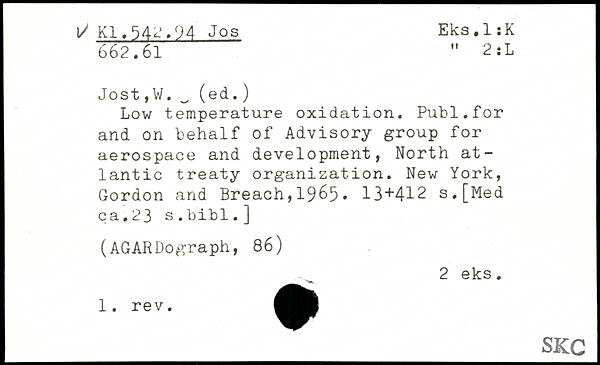 ✓ Kl.542.94 Jos
Eks.1:K
662.61
" 2:L
Jost,W. (ed.)
Low temperature oxidation. Publ.for
and on behalf of Advisory group for
aerospace and development, North at-
lantic treaty organization. New York,
Gordon and Breach,1965. 13+412 s.[Med
ca.23 s.bibl.]
(AGARDograph, 86)
2 eks.
1. rev.
SKC